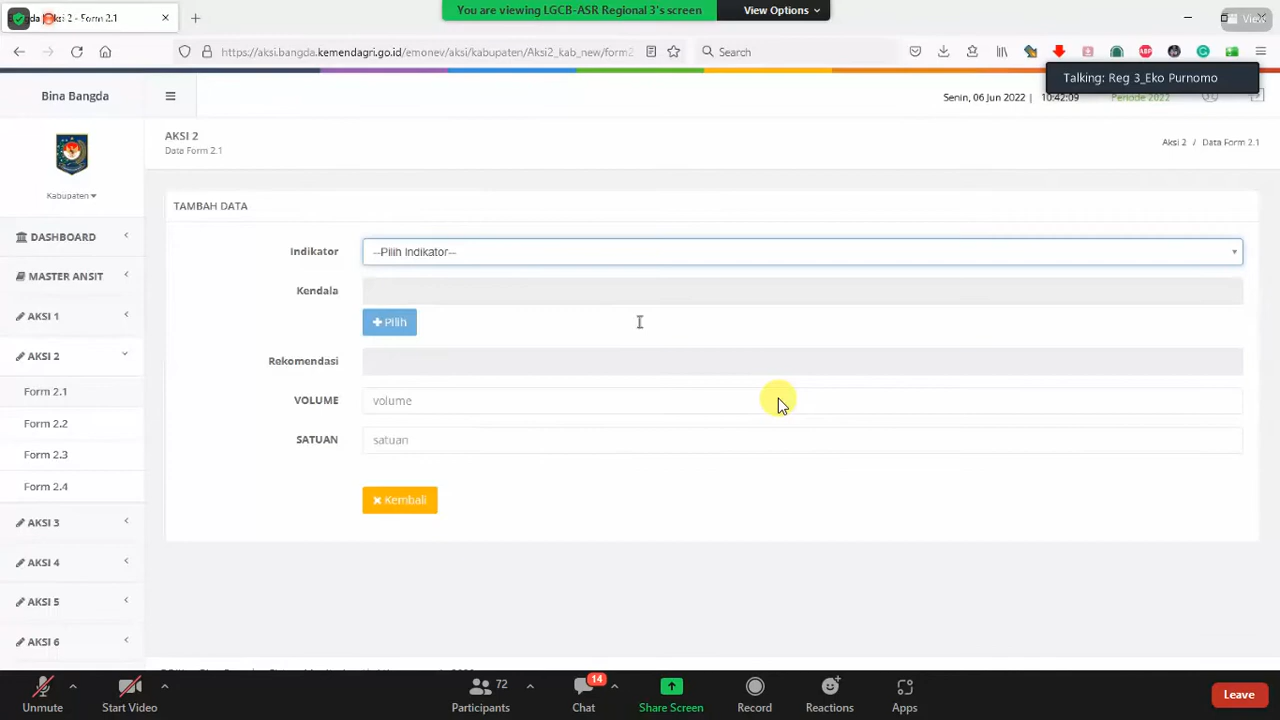 Form 2.1
You are viewing LGCB-ASR Regional 3's screen
View Options
View
https://aksi.bangda.kemendagri.go.id/emonev/aksi/kabupaten/Aksi2_kab_new/form2
Search
ABP
Talking: Reg 3_Eko Purnomo
Bina Bangda
Senin, 06 Jun 2022 | 10:42:09
Periode 2022
AKSI 2
Data Form 2.1
Aksi 2 / Data Form 2.1
Kabupaten
DASHBOARD
MASTER ANSIT
AKSI 1
AKSI 2
Form 2.1
Form 2.2
Form 2.3
Form 2.4
AKSI 3
AKSI 4
AKSI 5
AKSI 6
TAMBAH DATA
Indikator
--Pilih Indikator--
Kendala
Pilih
Rekomendasi
VOLUME
volume
SATUAN
satuan
Kembali
Unmute
Start Video
72
Participants
14
Chat
Share Screen
Record
Reactions
Apps
Leave